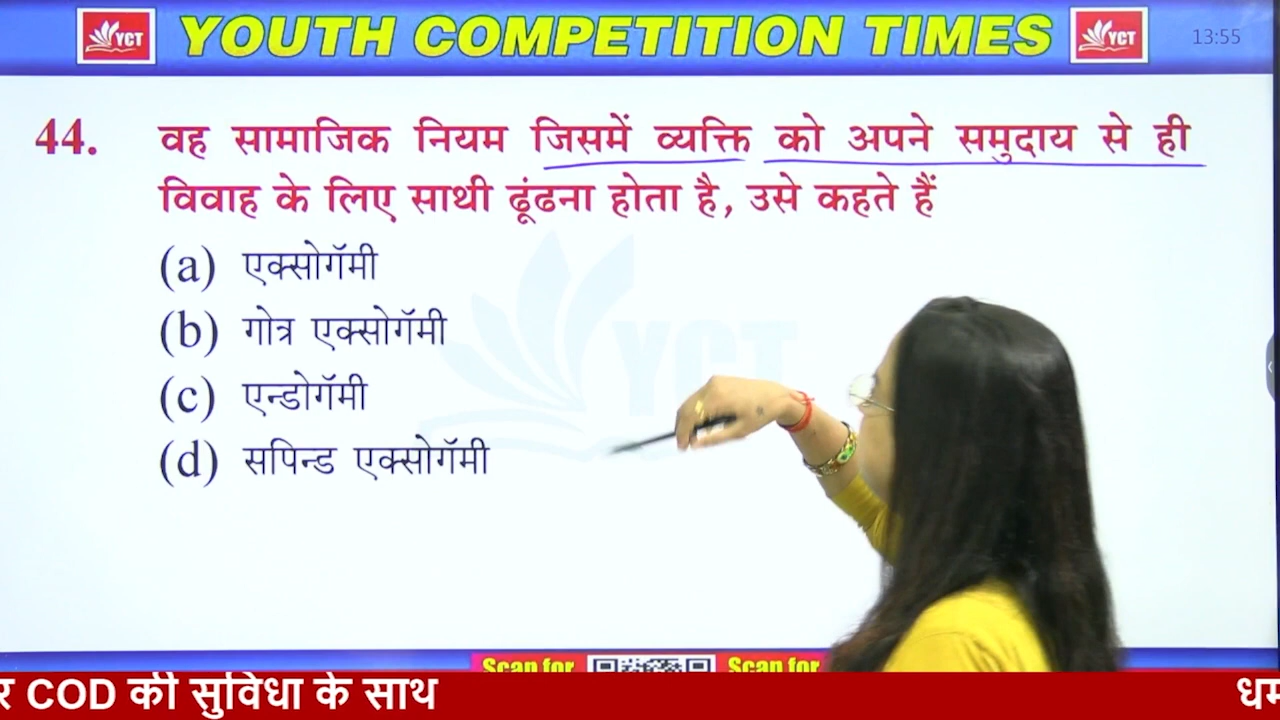 YCT
YOUTH COMPETITION TIMES
YCT
13:55
44. वह सामाजिक नियम जिसमें व्यक्ति को अपने समुदाय से ही
विवाह के लिए साथी ढूंढना होता है, उसे कहते हैं
(a) एक्सोगॅमी
(b) गोत्र एक्सोगॅमी
(c) एन्डोगॅमी
(d) सपिन्ड एक्सोगॅमी
YCT
Scan for
Scan for
COD की सुविधा के साथ